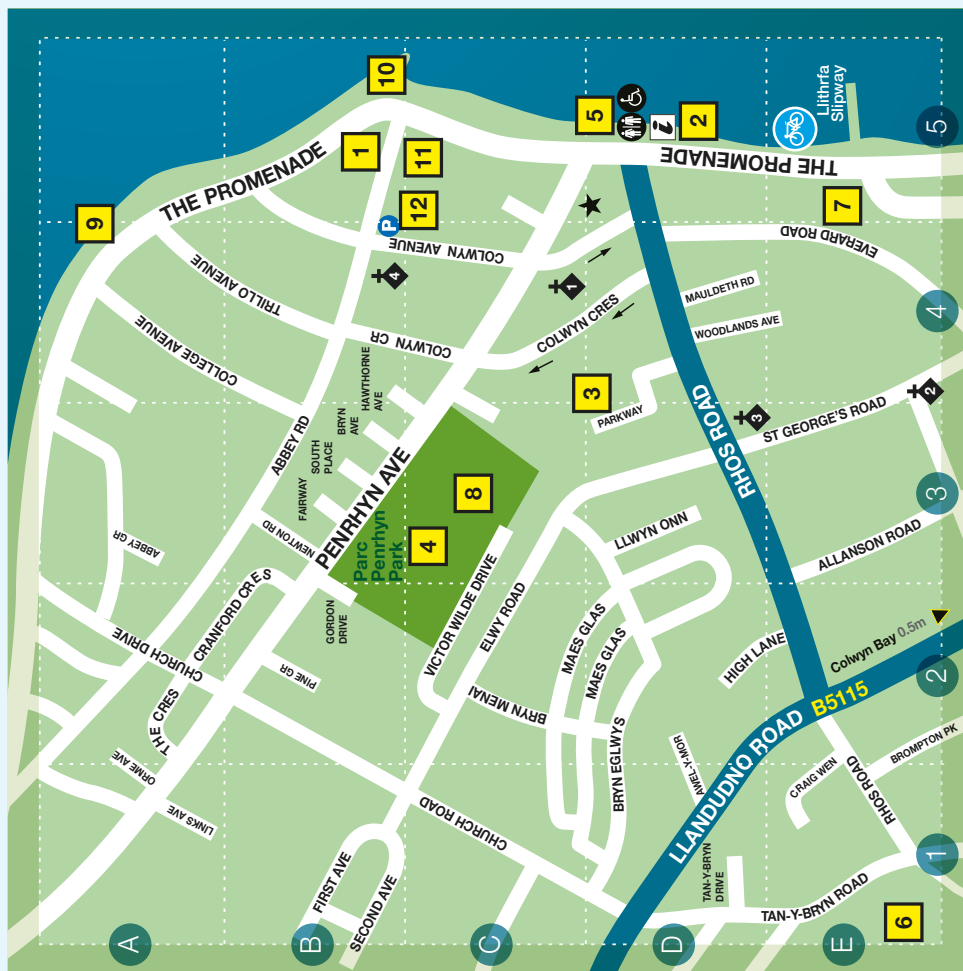 THE PROMENADE
10
9
1
11
12
P
5
i
2
Llithrfa
Slipway
5
THE PROMENADE
7
EVERARD ROAD
COLWYN AVENUE
4
1
TRILLO AVENUE
COLLEGE AVENUE
COLWYN CR
COLWYN CRES
MAULDETH RD
WOODLANDS AVE
4
3
PARKWAY
HAWTHORNE
AVE
BRYN
AVE
SOUTH
PLACE
FAIRWAY
ABBEY RD
NEWTON RD
ABBEY GR
PENRHYN AVE
Parc
Penrhyn
Park
4
8
RHOS ROAD
3
ST GEORGE'S ROAD
2
3
ALLANSON ROAD
LLWYN ONN
VICTOR WILDE DRIVE
ELWY ROAD
GORDON
DRIVE
CRANFORD CRES
CHURCH DRIVE
THE CRES
PINE GR
ORME AVE
LINKS AVE
MAES GLAS
MAES GLAS
BRYN MENAI
BRYN EGLWYS
HIGH LANE
Colwyn Bay 0.5m
2
LLANDUDNO ROAD B5115
AWEL-Y-MOR
CRAIG WEN
BROMPTON PK
RHOS ROAD
CHURCH ROAD
FIRST AVE
SECOND AVE
TAN-Y-BRYN
DRIVE
TAN-Y-BRYN ROAD
1
6
A
B
C
D
E